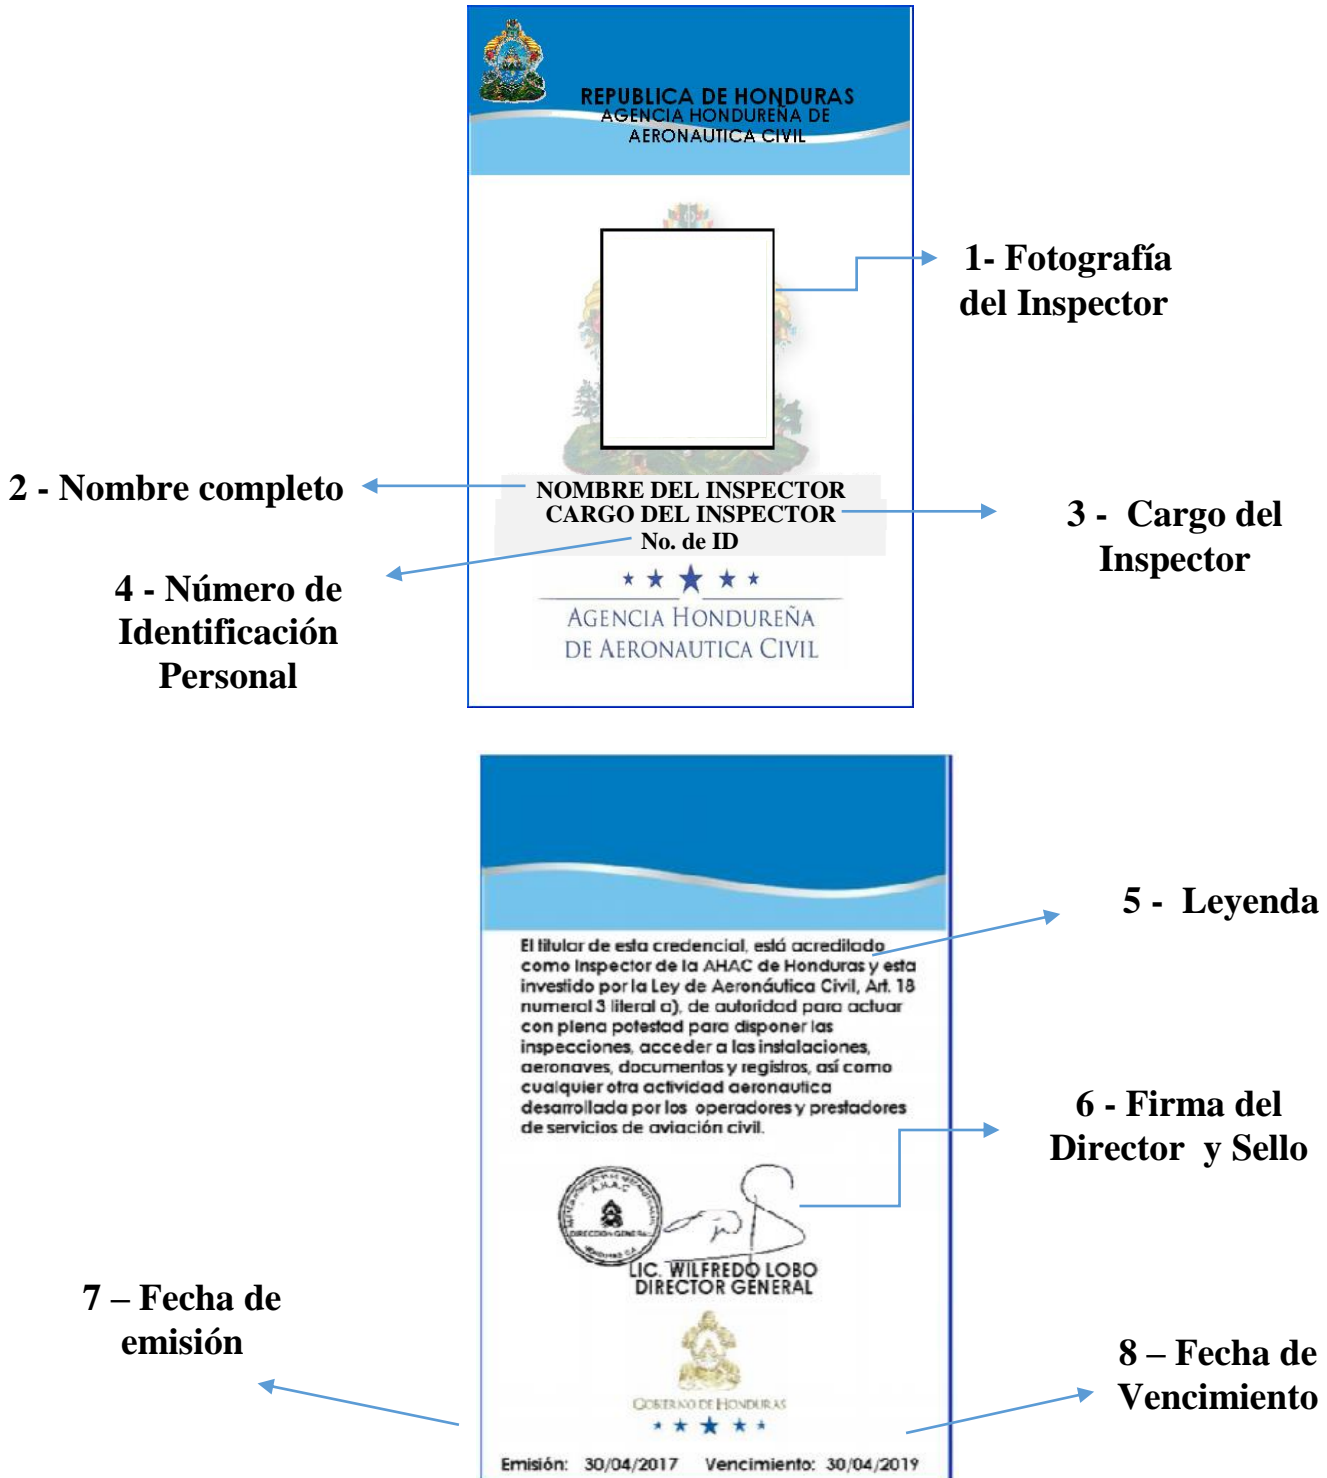 REPUBLICA DE HONDURAS
AGENCIA HONDUREÑA DE
AERONAUTICA CIVIL
1- Fotografía
del Inspector
2 - Nombre completo
NOMBRE DEL INSPECTOR
CARGO DEL INSPECTOR
No. de ID
3 - Cargo del
Inspector
4 - Número de
Identificación
Personal
AGENCIA HONDUREÑA
DE AERONAUTICA CIVIL
5 - Leyenda
El titular de esta credencial, está acreditado
como Inspector de la AHAC de Honduras y esta
investido por la Ley de Aeronáutica Civil, Art. 18
numeral 3 literal a), de autoridad para actuar
con plena potestad para disponer las
inspecciones, acceder a las instalaciones,
aeronaves, documentos y registros, así como
cualquier otra actividad aeronautica
desarrollada por los operadores y prestadores
de servicios de aviación civil.
6 - Firma del
Director y Sello
A.H.A.C
DIRECCION GENERAL
HONDURAS C.A.
LIC. WILFREDO LOBO
DIRECTOR GENERAL
7 – Fecha de
emisión
8 – Fecha de
Vencimiento
GOBIERNO DE HONDURAS
Emisión: 30/04/2017 Vencimiento: 30/04/2019